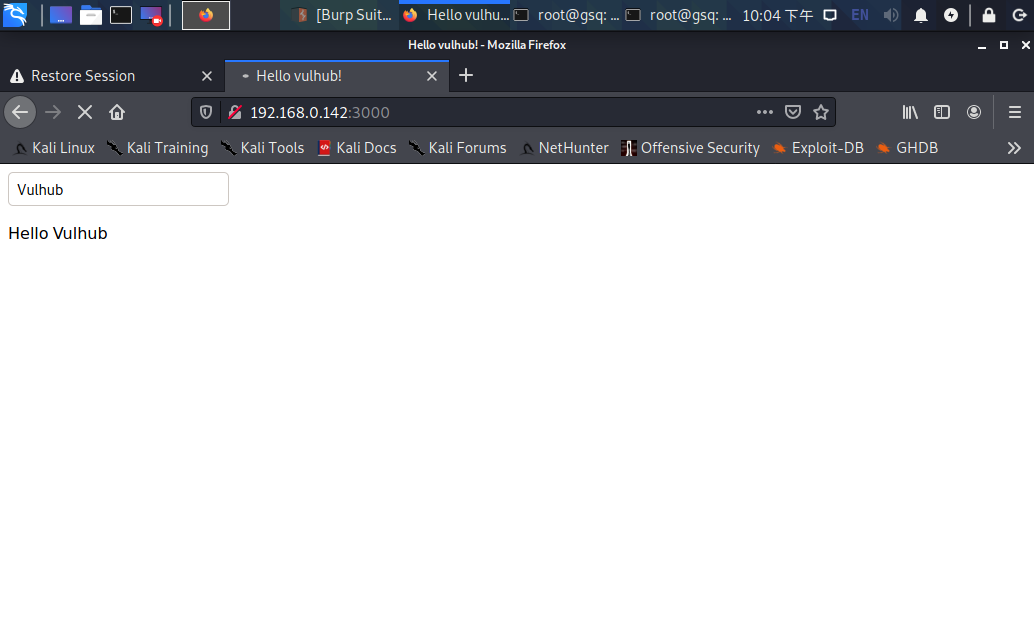 [Burp Suit... Hello vulhu... root@gsq: ... root@gsq: ... 10:04 下午 EN
Hello vulhub! - Mozilla Firefox
Restore Session Hello vulhub!
192.168.0.142:3000
Kali Linux Kali Training Kali Tools Kali Docs Kali Forums NetHunter Offensive Security Exploit-DB GHDB
Vulhub
Hello Vulhub